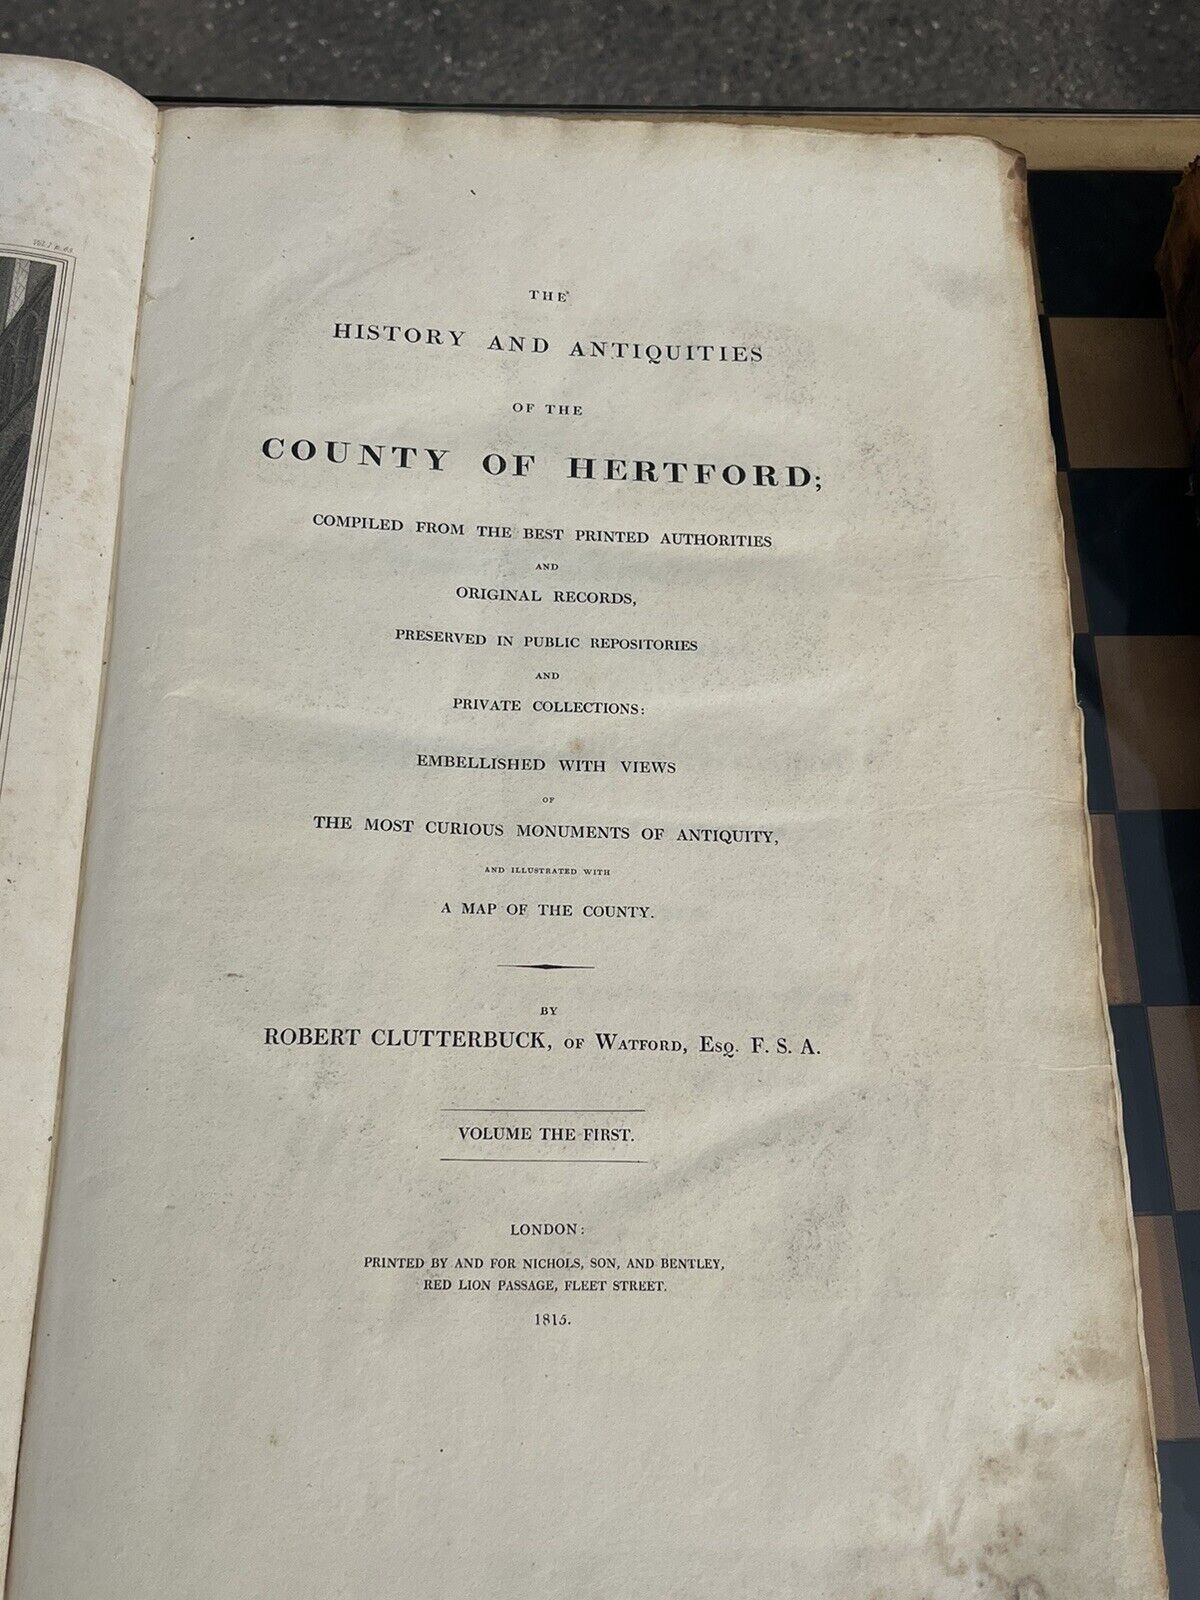 Vol. I. p. 68.
THE
HISTORY AND ANTIQUITIES
OF THE
COUNTY OF HERTFORD;
COMPILED FROM THE BEST PRINTED AUTHORITIES
AND
ORIGINAL RECORDS,
PRESERVED IN PUBLIC REPOSITORIES
AND
PRIVATE COLLECTIONS:
EMBELLISHED WITH VIEWS
OF
THE MOST CURIOUS MONUMENTS OF ANTIQUITY,
AND ILLUSTRATED WITH
A MAP OF THE COUNTY.
BY
ROBERT CLUTTERBUCK, OF WATFORD, ESQ. F. S. A.
VOLUME THE FIRST.
LONDON:
PRINTED BY AND FOR NICHOLS, SON, AND BENTLEY,
RED LION PASSAGE, FLEET STREET.
1815.